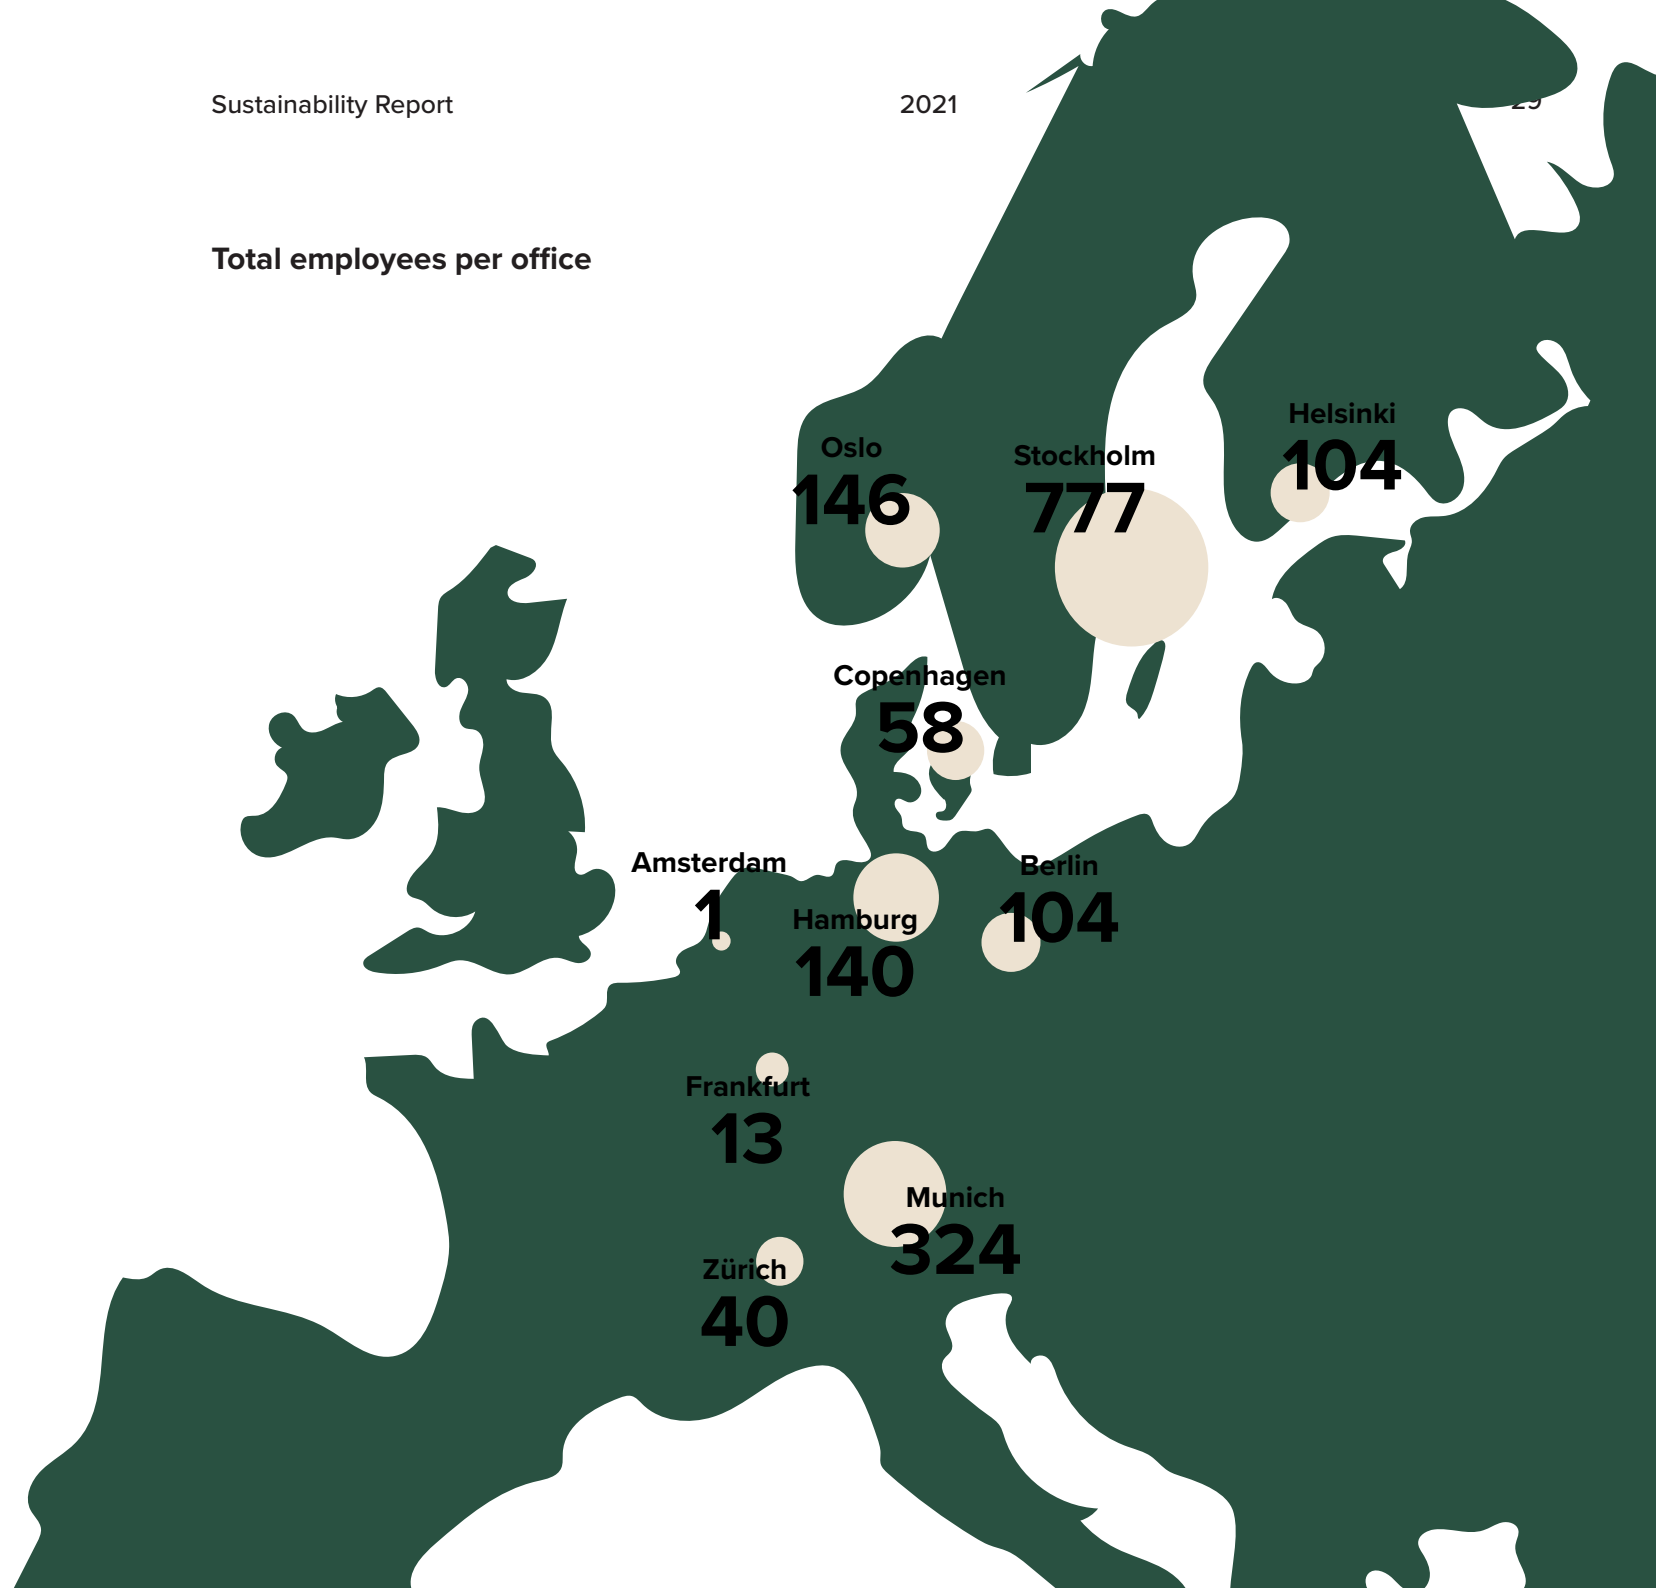 Sustainability Report
2021
29
Total employees per office
Helsinki
104
Oslo
146
Stockholm
777
Copenhagen
58
Amsterdam
1
Berlin
104
Hamburg
140
Frankfurt
13
Munich
324
Zürich
40